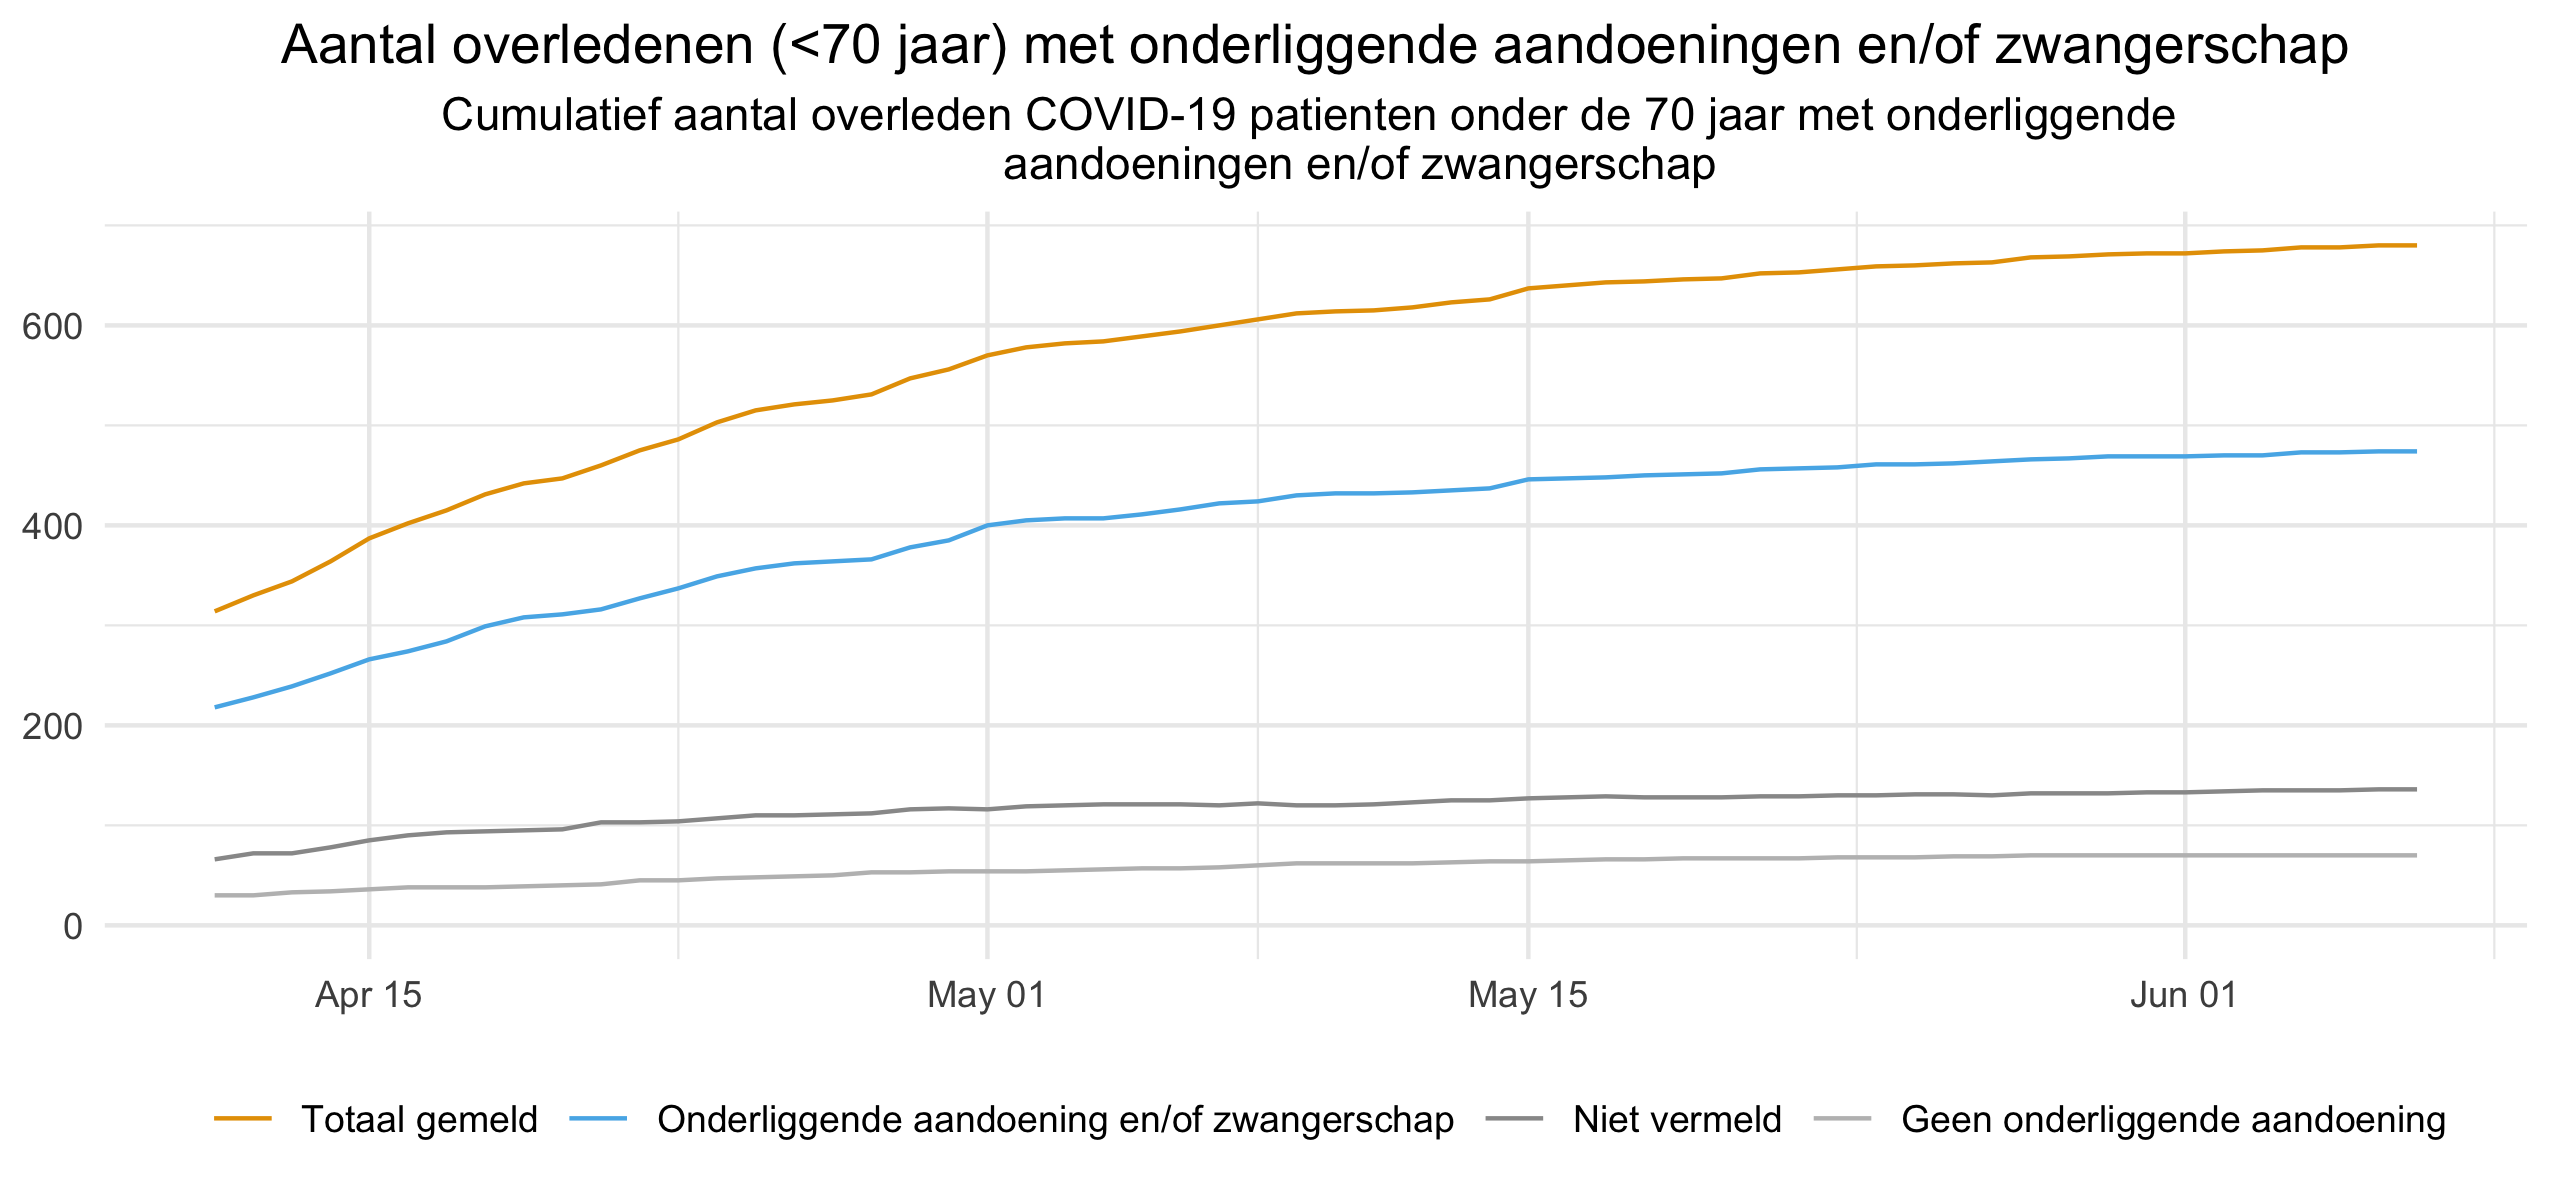 Aantal overledenen (<70 jaar) met onderliggende aandoeningen en/of zwangerschap
Cumulatief aantal overleden COVID-19 patienten onder de 70 jaar met onderliggende
aandoeningen en/of zwangerschap
600
400
200
0
Apr 15
May 01
May 15
Jun 01
Totaal gemeld
Onderliggende aandoening en/of zwangerschap
Niet vermeld
Geen onderliggende aandoening